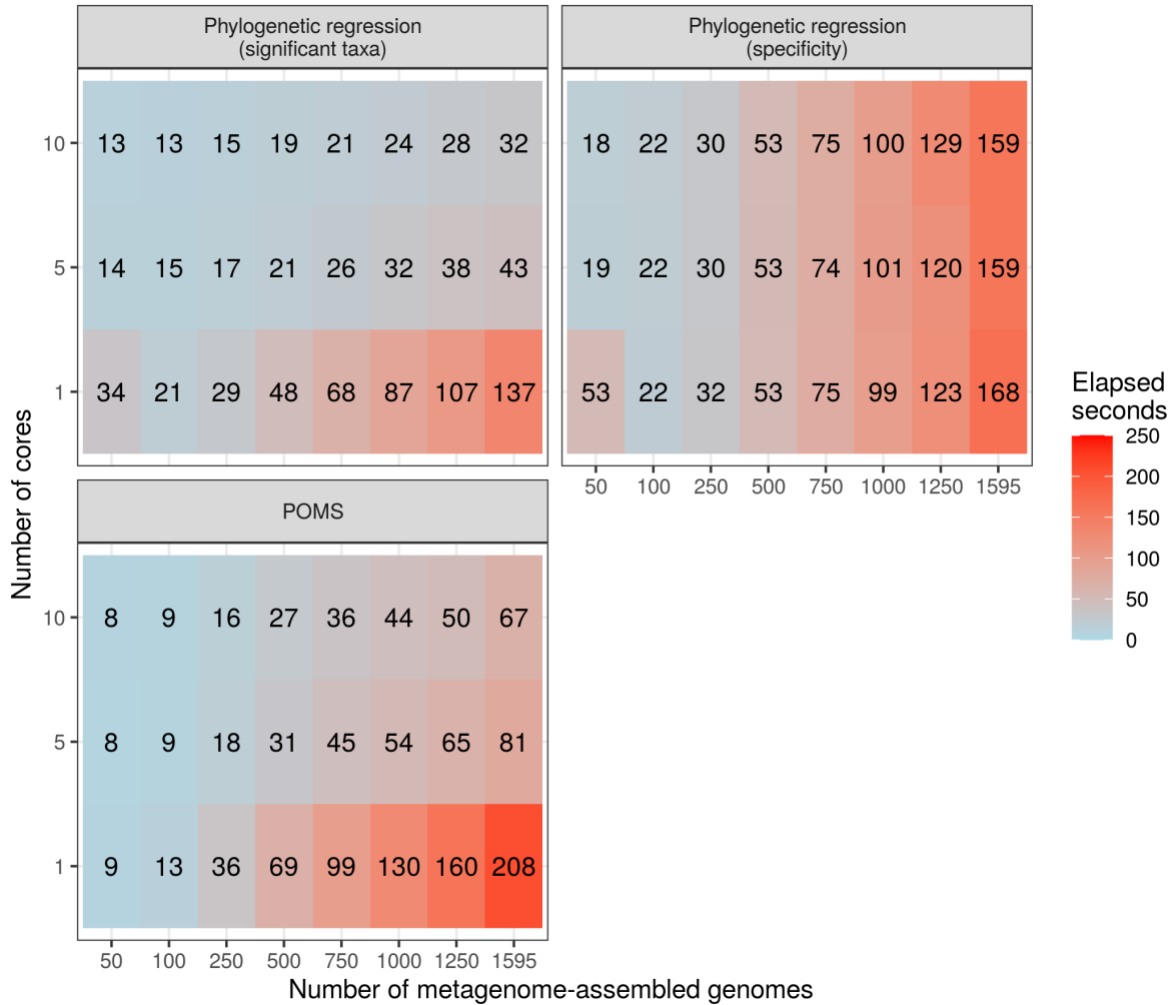 Phylogenetic regression
(significant taxa)
Phylogenetic regression
(specificity)
10
13 13 15 19 21 24 28 32
18 22 30 53 75 100 129 159
5
14 15 17 21 26 32 38 43
19 22 30 53 74 101 120 159
1
34 21 29 48 68 87 107 137
53 22 32 53 75 99 123 168
50 100 250 500 750 1000 1250 1595
Number of cores
POMS
10
8 9 16 27 36 44 50 67
5
8 9 18 31 45 54 65 81
1
9 13 36 69 99 130 160 208
50 100 250 500 750 1000 1250 1595
Number of metagenome-assembled genomes
Elapsed
seconds
250
200
150
100
50
0